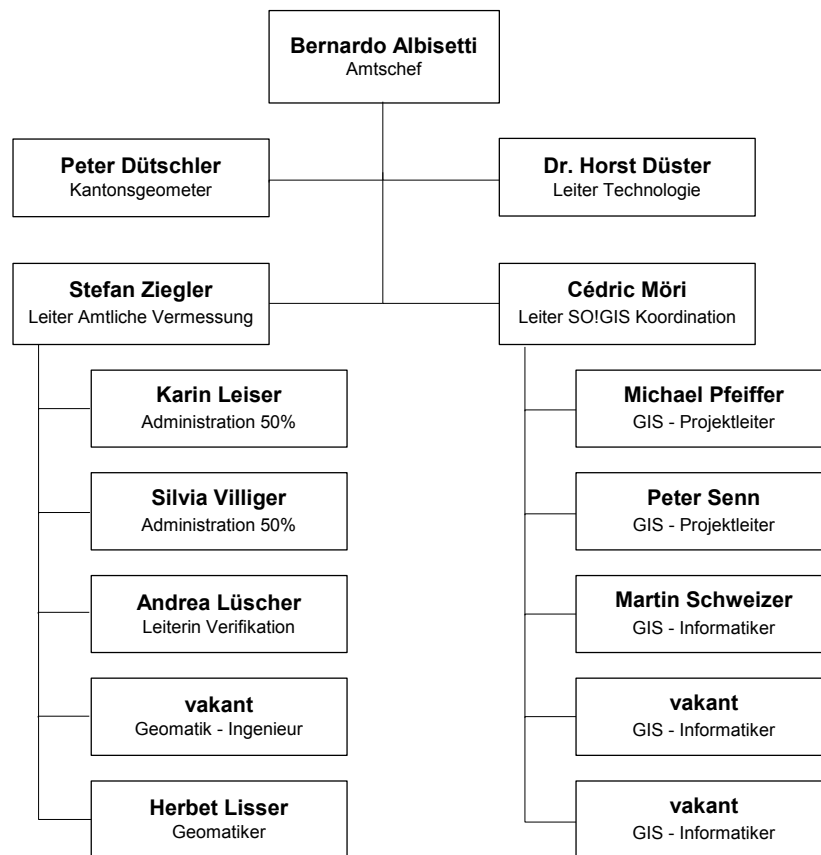 Bernardo Albisetti
Amtschef
Peter Dütschler
Kantonsgeometer
Dr. Horst Düster
Leiter Technologie
Stefan Ziegler
Leiter Amtliche Vermessung
Cédric Möri
Leiter SO!GIS Koordination
Karin Leiser
Administration 50%
Silvia Villiger
Administration 50%
Andrea Lüscher
Leiterin Verifikation
vakant
Geomatik - Ingenieur
Herbet Lisser
Geomatiker
Michael Pfeiffer
GIS - Projektleiter
Peter Senn
GIS - Projektleiter
Martin Schweizer
GIS - Informatiker
vakant
GIS - Informatiker
vakant
GIS - Informatiker